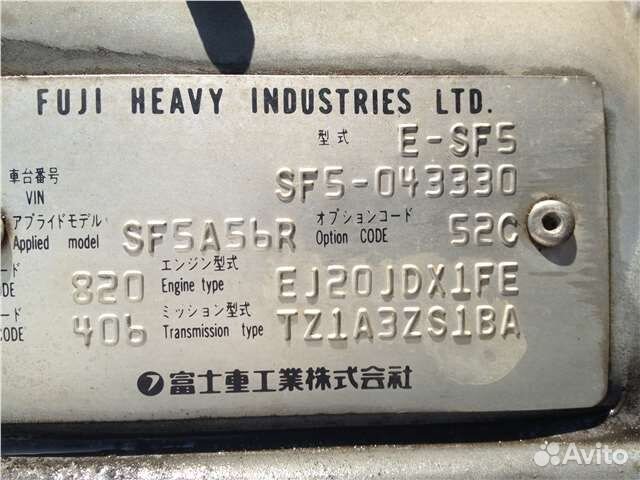 FUJI HEAVY INDUSTRIES LTD.
型式 E-SF5
車台番号 VIN SF5-043330
アプライドモデル Applied model SF5A56R オプションコード Option CODE 52C
ード DE 820 エンジン型式 Engine type EJ20JDX1FE
ード CODE 406 ミッション型式 Transmission type TZ1A3ZS1BA
富士重工業株式会社
Avito